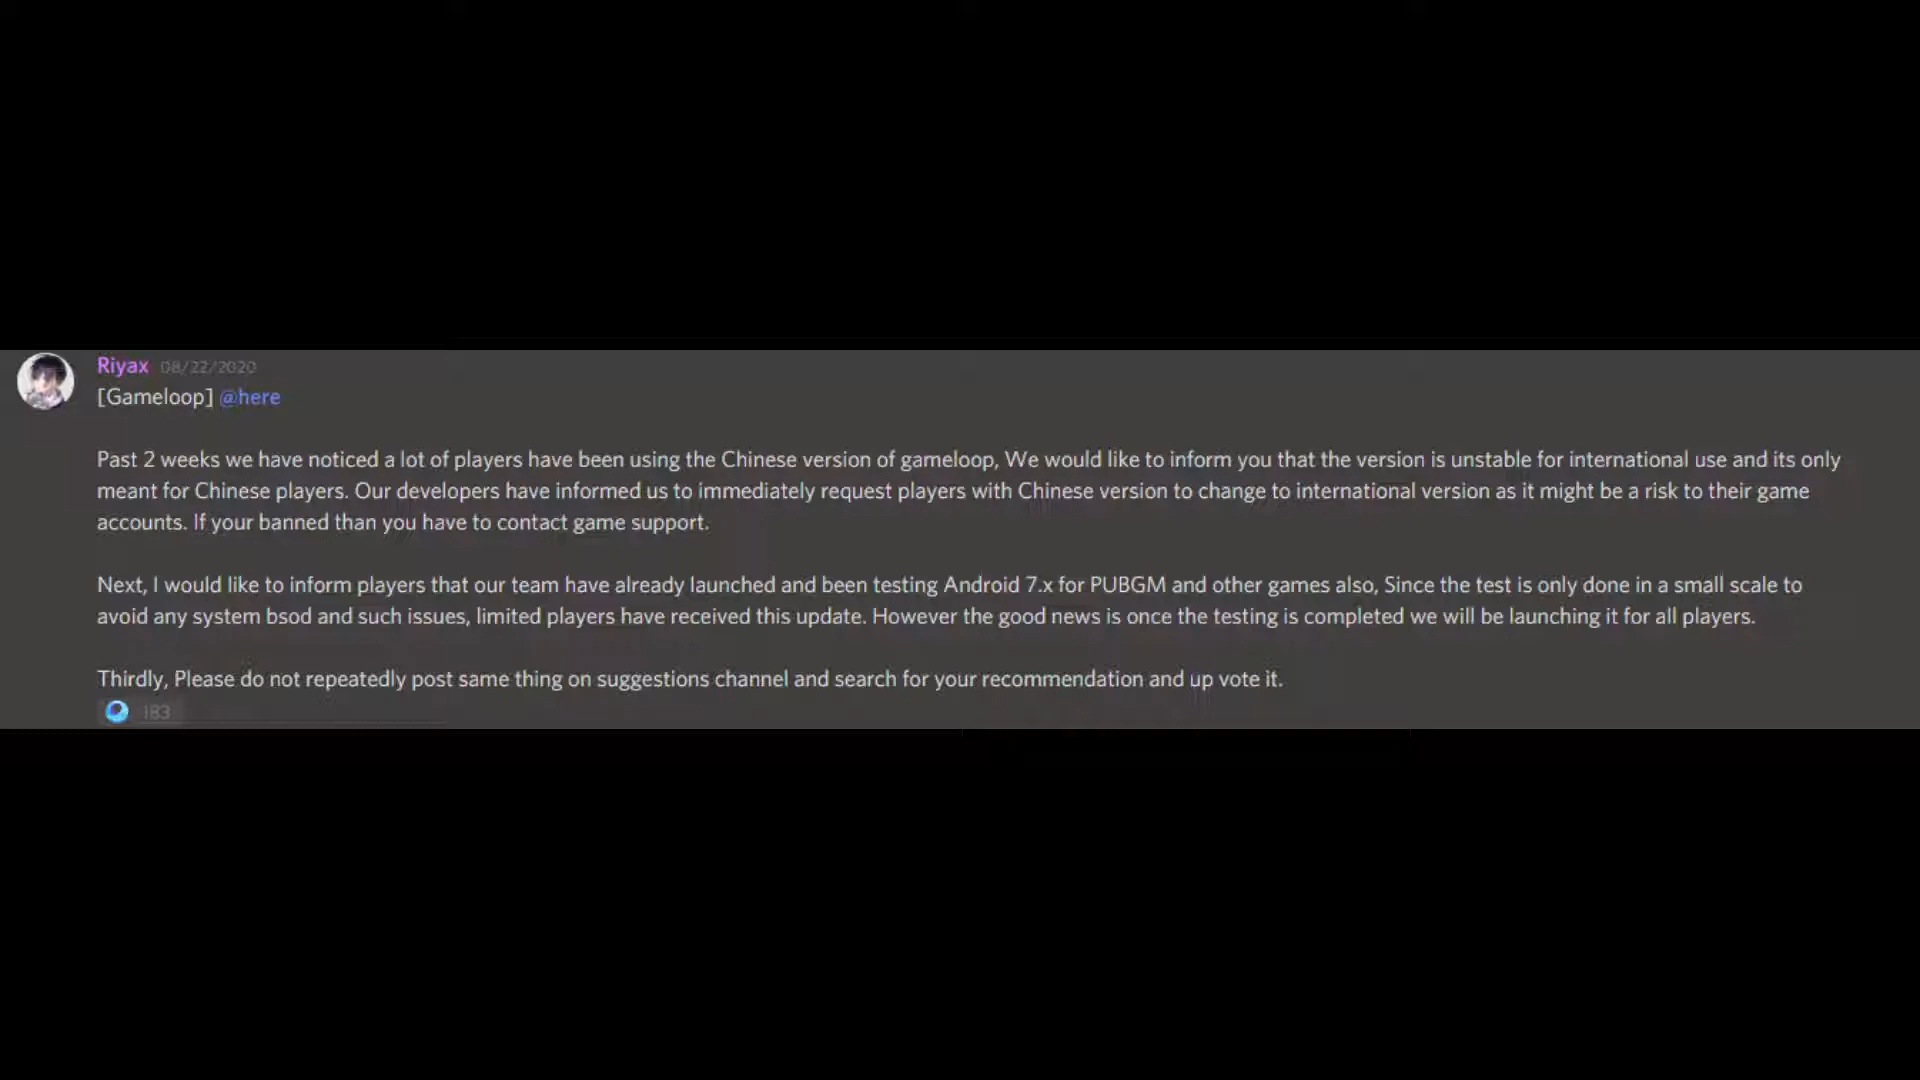 Riyax 08/22/2020
[Gameloop] @here
Past 2 weeks we have noticed a lot of players have been using the Chinese version of gameloop, We would like to inform you that the version is unstable for international use and its only
meant for Chinese players. Our developers have informed us to immediately request players with Chinese version to change to international version as it might be a risk to their game
accounts. If your banned than you have to contact game support.
Next, I would like to inform players that our team have already launched and been testing Android 7.x for PUBGM and other games also, Since the test is only done in a small scale to
avoid any system bsod and such issues, limited players have received this update. However the good news is once the testing is completed we will be launching it for all players.
Thirdly, Please do not repeatedly post same thing on suggestions channel and search for your recommendation and up vote it.
183